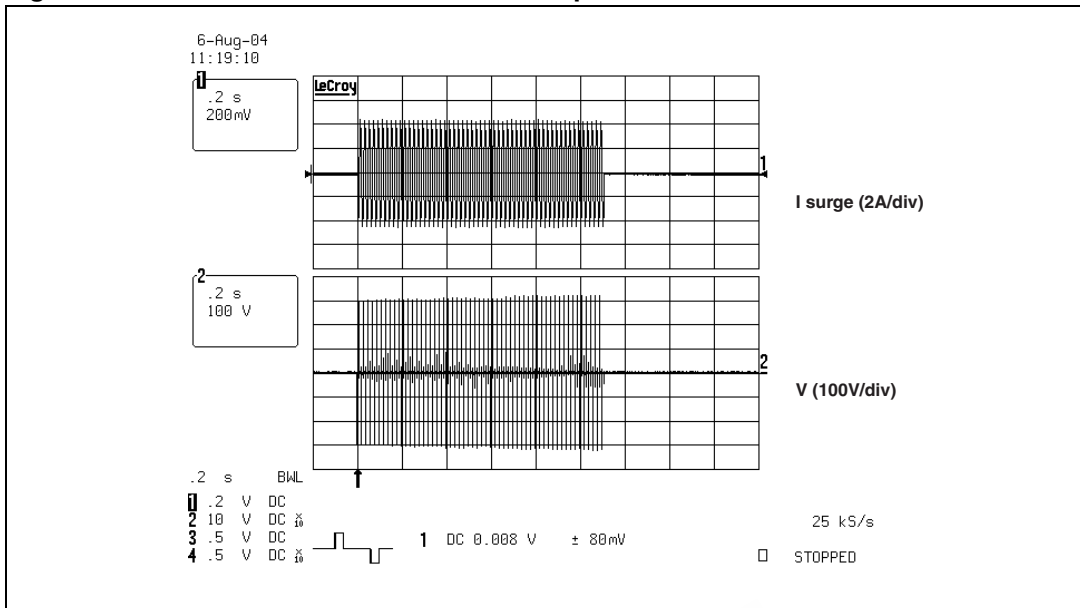 6-Aug-04
11:19:10
1
.2 s
200mV
LeCroy
1
I surge (2A/div)
2
.2 s
100 V
2
V (100V/div)
.2 s BWL
1 .2 V DC
2 10 V DC X10
3 .5 V DC
4 .5 V DC X10
1 DC 0.008 V ± 80mV
25 kS/s
STOPPED